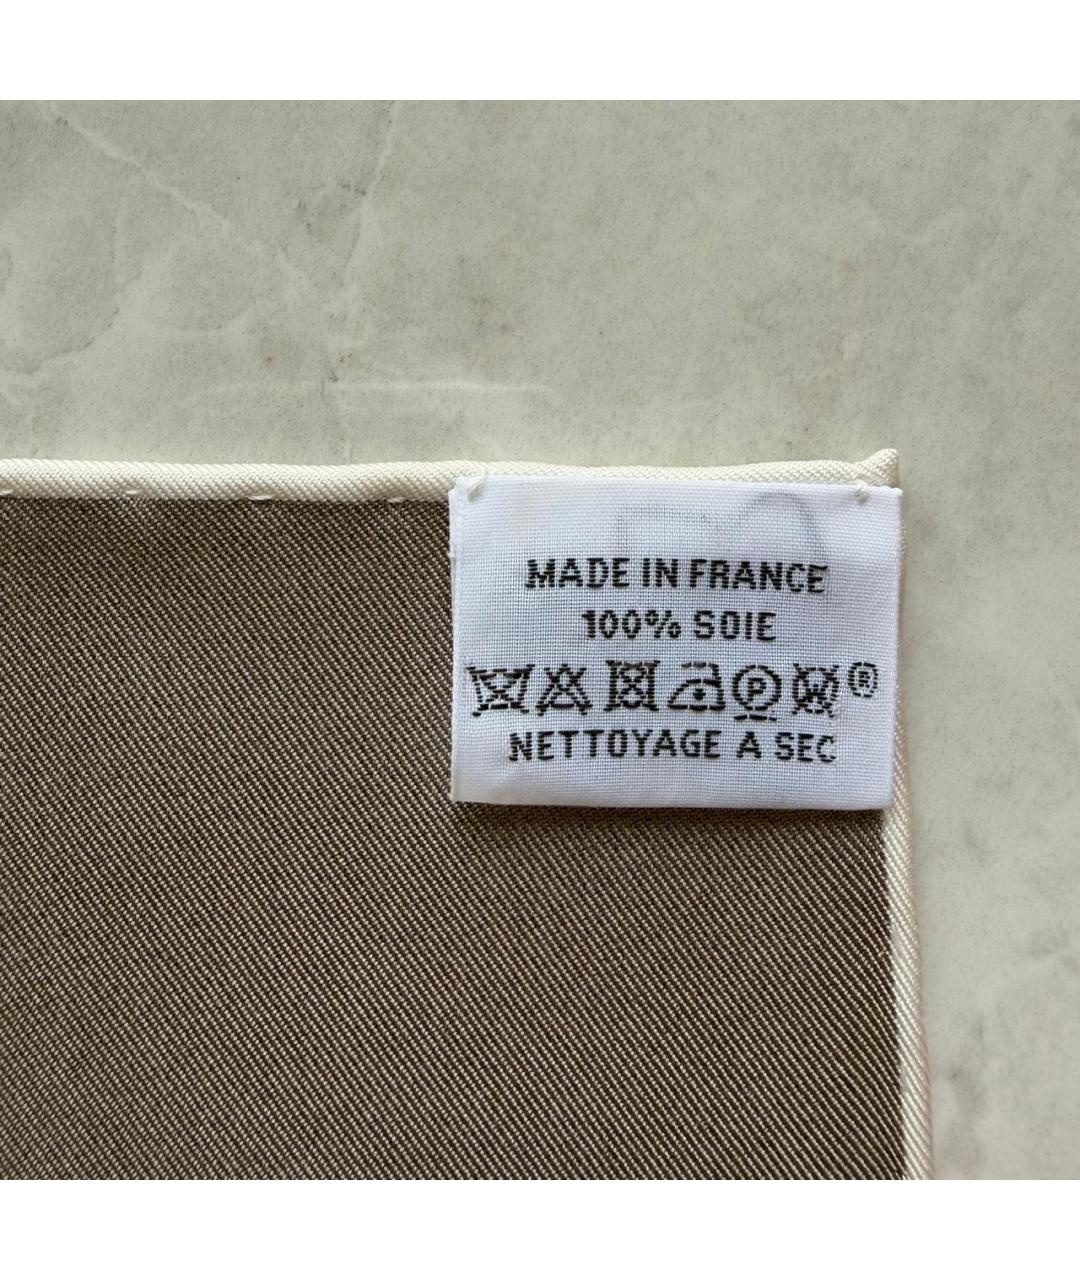 MADE IN FRANCE
100% SOIE
P ®
NETTOYAGE A SEC